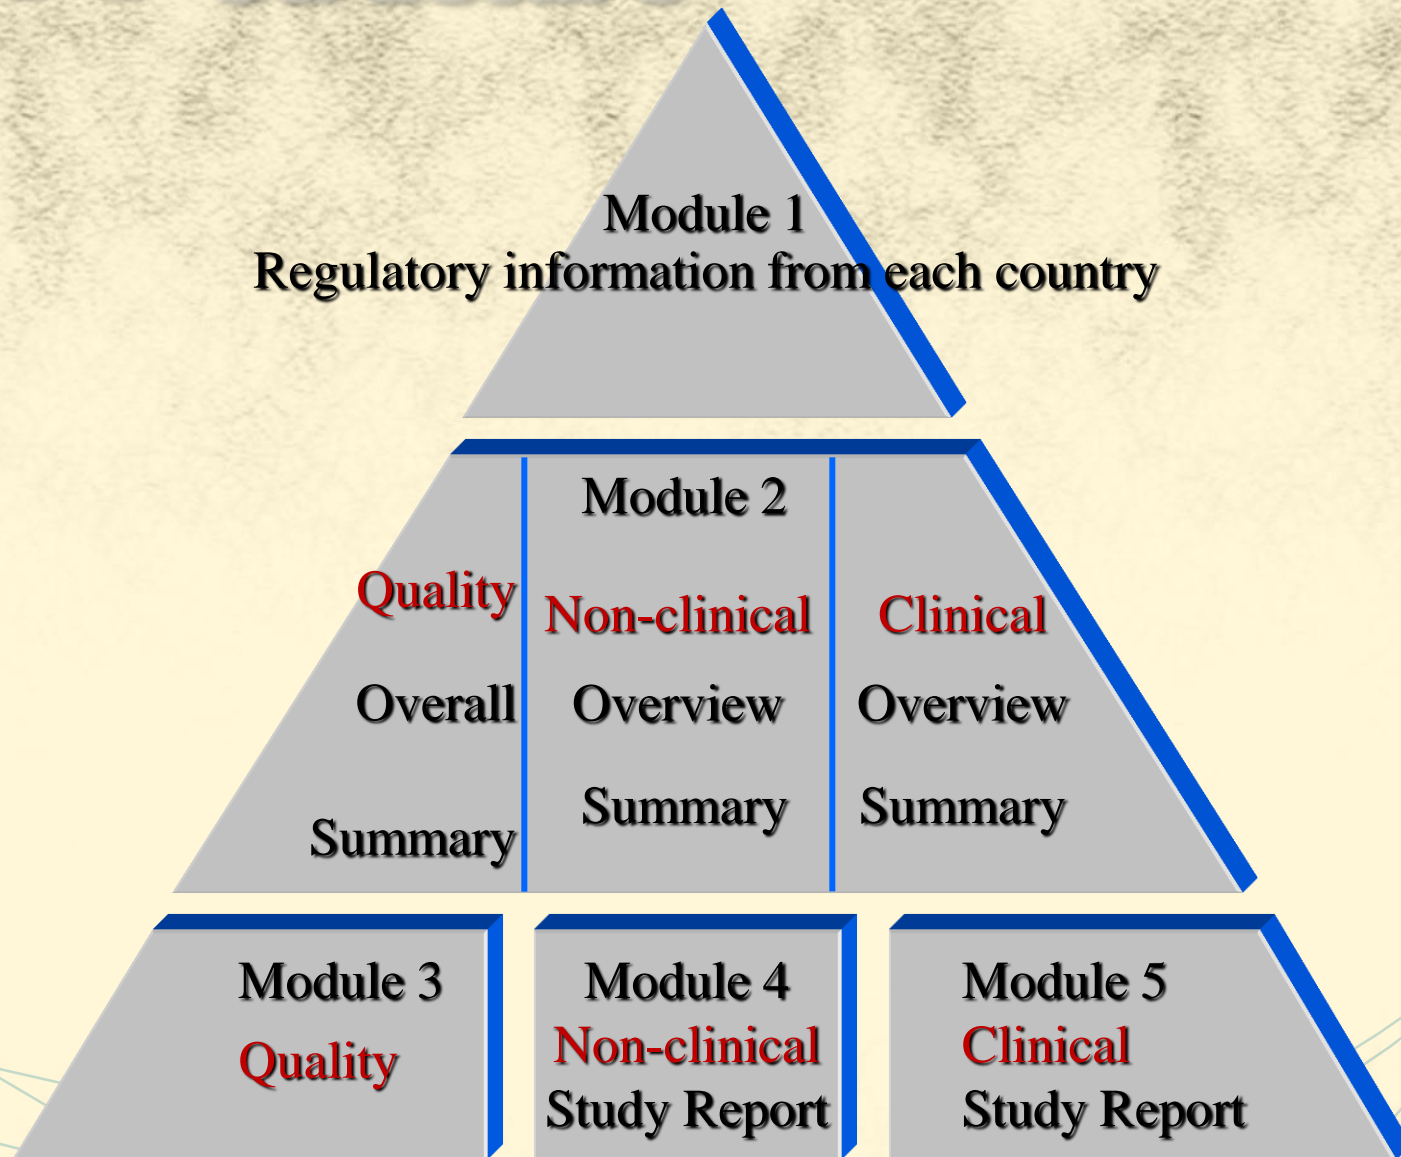 Module 1
Regulatory information from each country
Module 2
Quality
Overall
Summary
Non-clinical
Overview
Summary
Clinical
Overview
Summary
Module 3
Quality
Module 4
Non-clinical
Study Report
Module 5
Clinical
Study Report